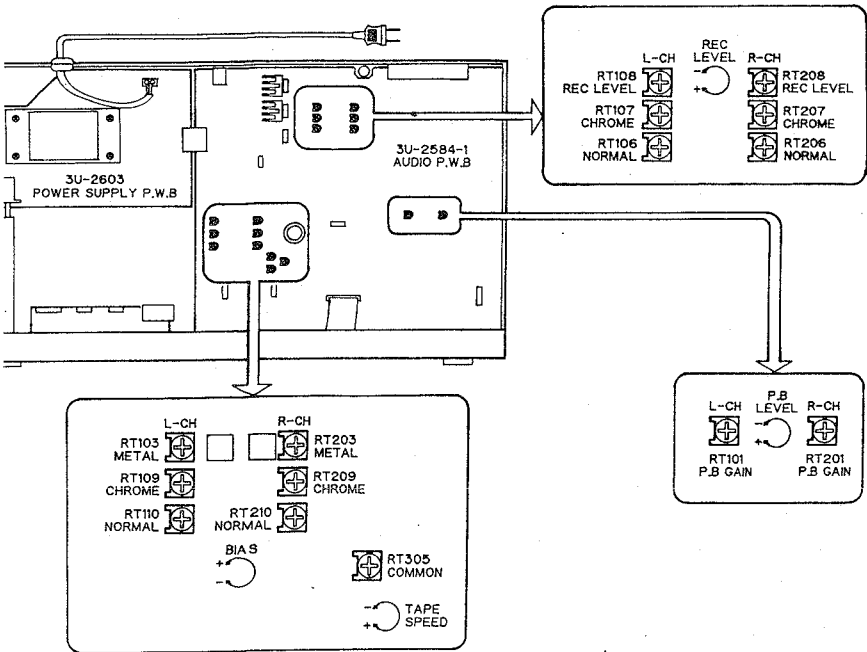 3U-2603
POWER SUPPLY P.W.B
3U-2584-1
AUDIO P.W.B
L-CH
REC
LEVEL
R-CH
-
+
RT108
REC LEVEL
RT208
REC LEVEL
RT107
CHROME
RT207
CHROME
RT106
NORMAL
RT206
NORMAL
L-CH
P.B
LEVEL
R-CH
-
+
RT101
P.B GAIN
RT201
P.B GAIN
L-CH
R-CH
RT103
METAL
RT203
METAL
RT109
CHROME
RT209
CHROME
RT110
NORMAL
RT210
NORMAL
BIAS
+
-
RT305
COMMON
-
+
TAPE
SPEED